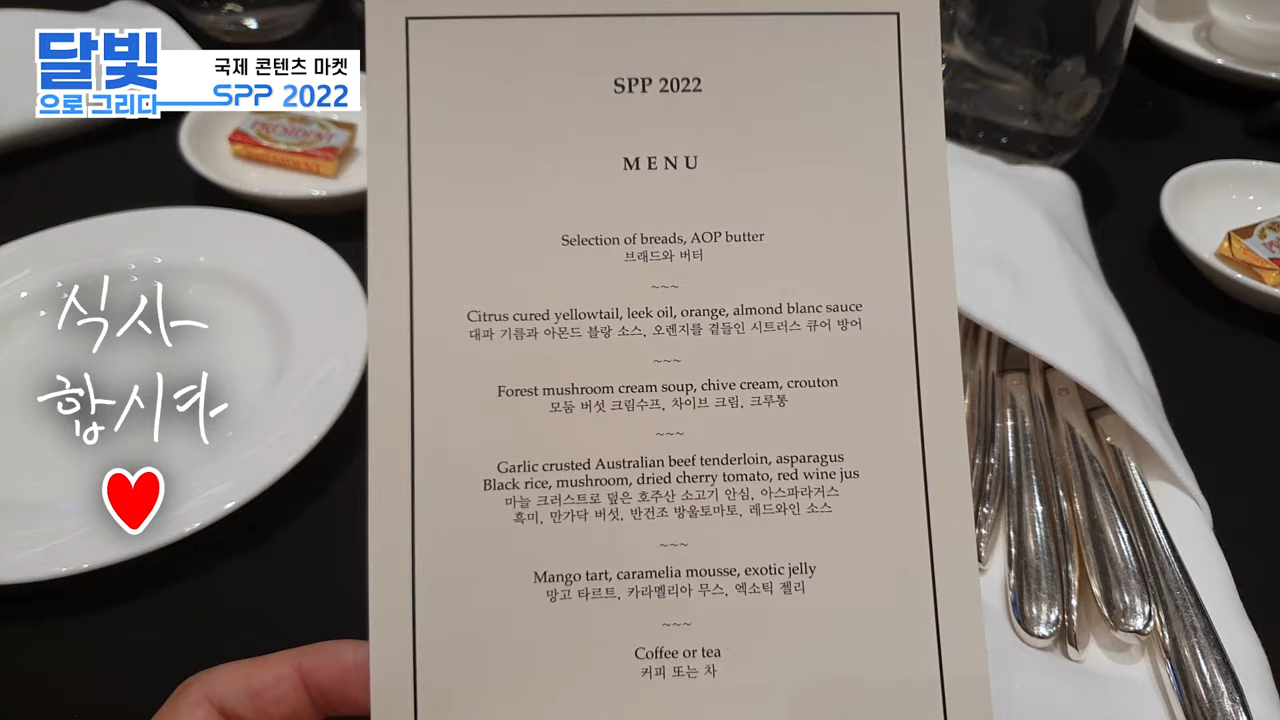 달빛
으로 그리다
국제 콘텐츠 마켓
SPP 2022
PRÉSIDENT
식사
합시다
SPP 2022
MENU
Selection of breads, AOP butter
브래드와 버터
~~~
Citrus cured yellowtail, leek oil, orange, almond blanc sauce
대파 기름과 아몬드 블랑 소스, 오렌지를 곁들인 시트러스 큐어 방어
~~~
Forest mushroom cream soup, chive cream, crouton
모둠 버섯 크림수프, 차이브 크림, 크루통
~~~
Garlic crusted Australian beef tenderloin, asparagus
Black rice, mushroom, dried cherry tomato, red wine jus
마늘 크러스트로 덮은 호주산 소고기 안심, 아스파라거스
흑미, 만가닥 버섯, 반건조 방울토마토, 레드와인 소스
~~~
Mango tart, caramelia mousse, exotic jelly
망고 타르트, 카라멜리아 무스, 엑소틱 젤리
~~~
Coffee or tea
커피 또는 차